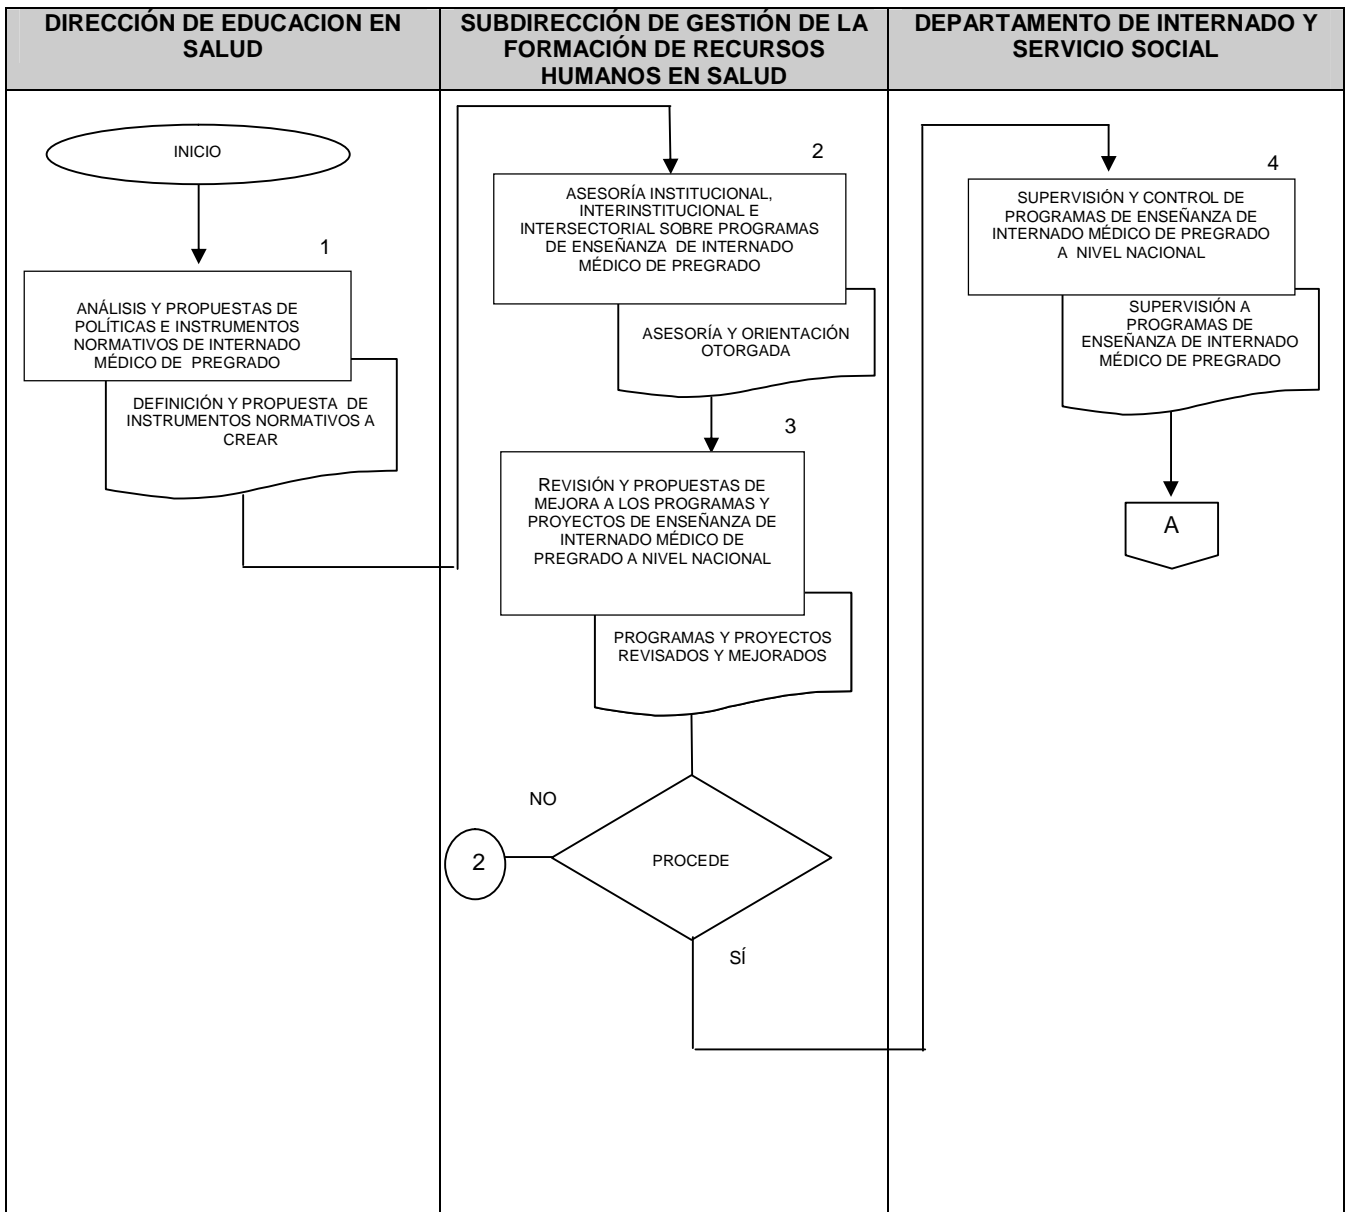 DIRECCIÓN DE EDUCACION EN
SALUD
SUBDIRECCIÓN DE GESTIÓN DE LA
FORMACIÓN DE RECURSOS
HUMANOS EN SALUD
DEPARTAMENTO DE INTERNADO Y
SERVICIO SOCIAL
INICIO
1
ANÁLISIS Y PROPUESTAS DE
POLÍTICAS E INSTRUMENTOS
NORMATIVOS DE INTERNADO
MÉDICO DE PREGRADO
DEFINICIÓN Y PROPUESTA DE
INSTRUMENTOS NORMATIVOS A
CREAR
2
ASESORÍA INSTITUCIONAL,
INTERINSTITUCIONAL E
INTERSECTORIAL SOBRE PROGRAMAS
DE ENSEÑANZA DE INTERNADO
MÉDICO DE PREGRADO
ASESORÍA Y ORIENTACIÓN
OTORGADA
3
REVISIÓN Y PROPUESTAS DE
MEJORA A LOS PROGRAMAS Y
PROYECTOS DE ENSEÑANZA DE
INTERNADO MÉDICO DE
PREGRADO A NIVEL NACIONAL
PROGRAMAS Y PROYECTOS
REVISADOS Y MEJORADOS
NO
2
PROCEDE
SÍ
4
SUPERVISIÓN Y CONTROL DE
PROGRAMAS DE ENSEÑANZA DE
INTERNADO MÉDICO DE PREGRADO
A NIVEL NACIONAL
SUPERVISIÓN A
PROGRAMAS DE
ENSEÑANZA DE INTERNADO
MÉDICO DE PREGRADO
A